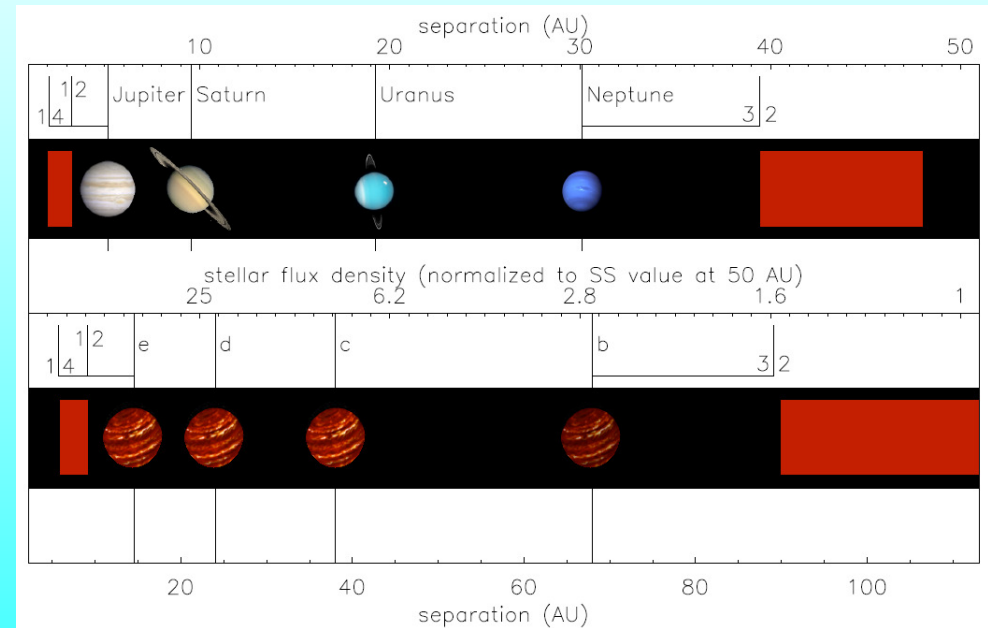 separation (AU)
10 20 30 40 50
1 2 Jupiter Saturn Uranus Neptune
1 4 3 2
stellar flux density (normalized to SS value at 50 AU)
25 6.2 2.8 1.6 1
1 2 e d c b
1 4 3 2
20 40 60 80 100
separation (AU)